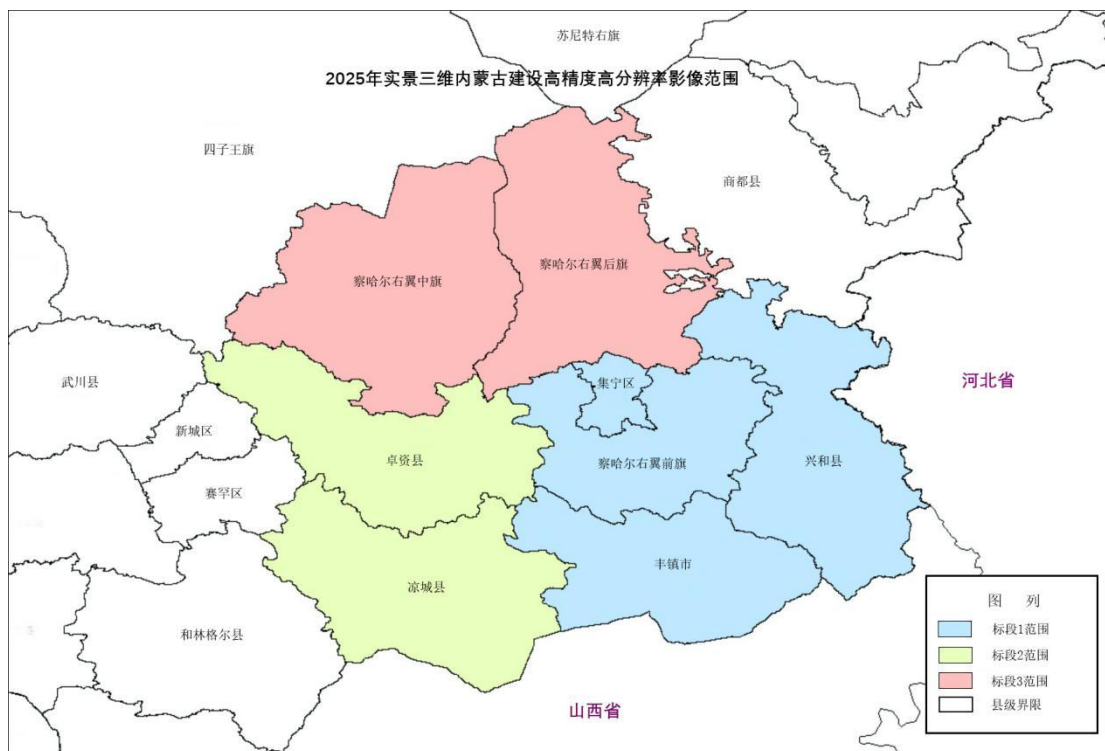 苏尼特右旗
2025年实景三维内蒙古建设高精度高分辨率影像范围
四子王旗
商都县
察哈尔右翼后旗
察哈尔右翼中旗
武川县
集宁区
河北省
新城区
卓资县
察哈尔右翼前旗
兴和县
赛罕区
丰镇市
凉城县
和林格尔县
山西省
图 列
标段1范围
标段2范围
标段3范围
县级界限